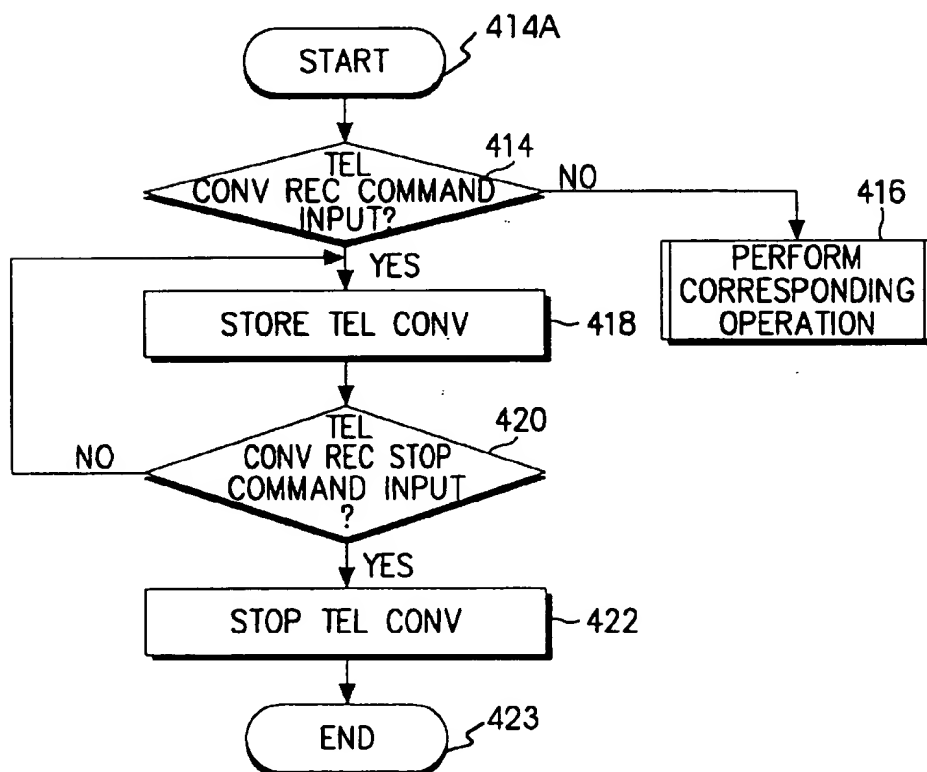 START
414A
TEL
CONV REC COMMAND
INPUT?
414
NO
416
PERFORM
CORRESPONDING
OPERATION
YES
STORE TEL CONV
418
TEL
CONV REC STOP
COMMAND INPUT
?
420
NO
YES
STOP TEL CONV
422
END
423